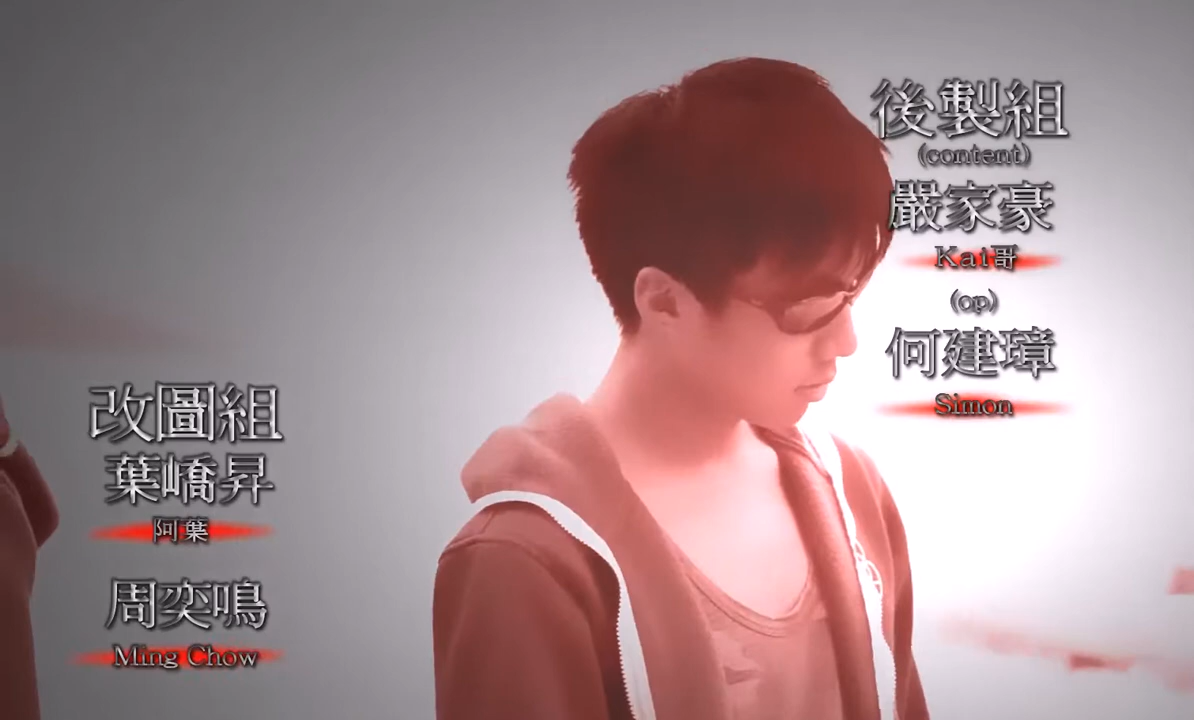 後製組
(content)
嚴家豪
Kai哥
(op)
何建璋
Simon
改圖組
葉嶠昇
阿葉
周奕鳴
Ming Chow